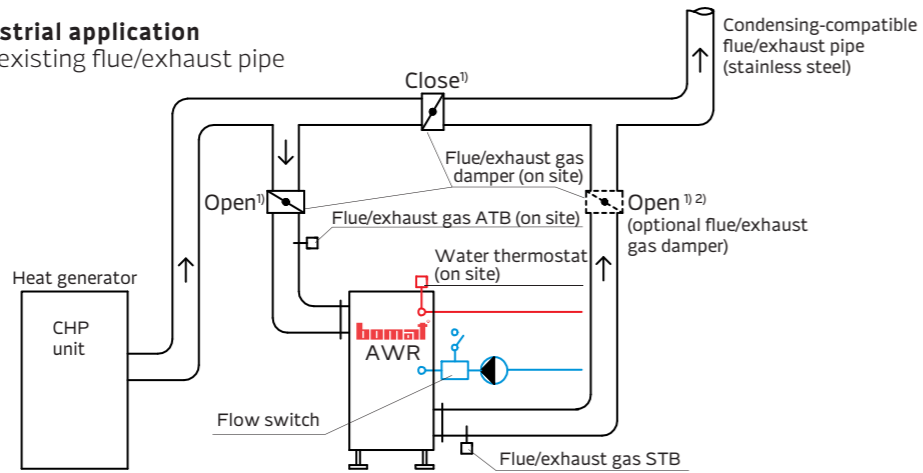 strial application
existing flue/exhaust pipe
Condensing-compatible
flue/exhaust pipe
(stainless steel)
Close¹⁾
Flue/exhaust gas
damper (on site)
Open¹⁾
Open¹⁾ ²⁾
(optional flue/exhaust
gas damper)
Flue/exhaust gas ATB (on site)
Water thermostat
(on site)
Heat generator
CHP
unit
bomat
AWR
Flow switch
Flue/exhaust gas STB